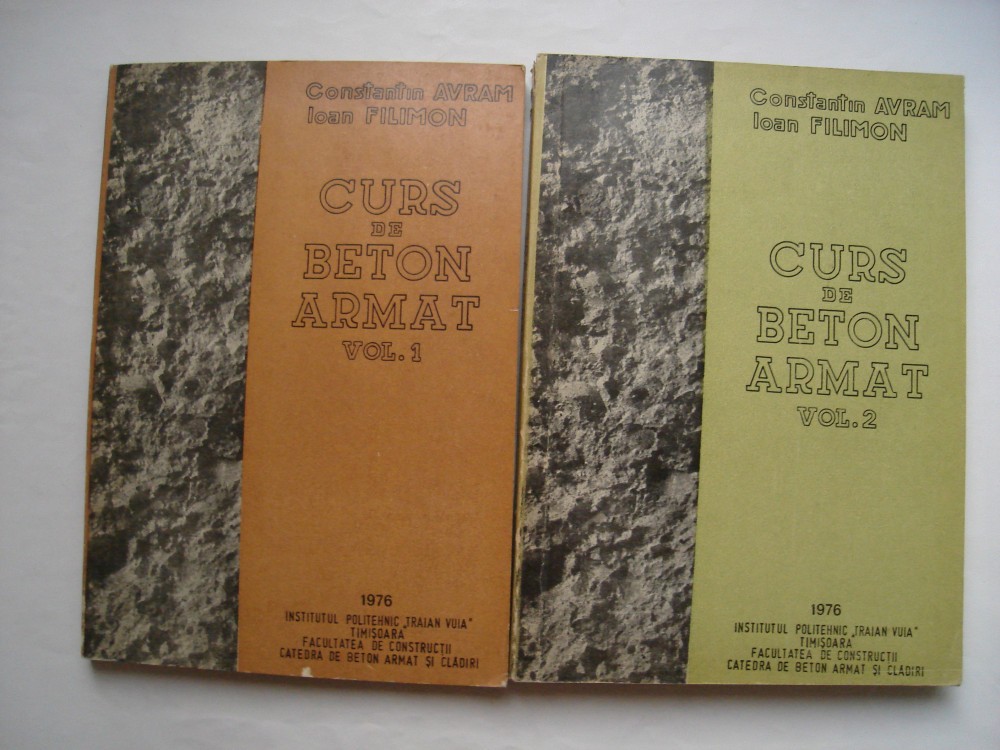 Constantin AVRAM
Ioan FILIMON
CURS
DE
BETON
ARMAT
VOL. 1
1976
INSTITUTUL POLITEHNIC „TRAIAN VUIA"
TIMIȘOARA
FACULTATEA DE CONSTRUCȚII
CATEDRA DE BETON ARMAT ȘI CLĂDIRI
Constantin AVRAM
Ioan FILIMON
CURS
DE
BETON
ARMAT
VOL. 2
1976
INSTITUTUL POLITEHNIC „TRAIAN VUIA"
TIMIȘOARA
FACULTATEA DE CONSTRUCȚII
CATEDRA DE BETON ARMAT ȘI CLĂDIRI